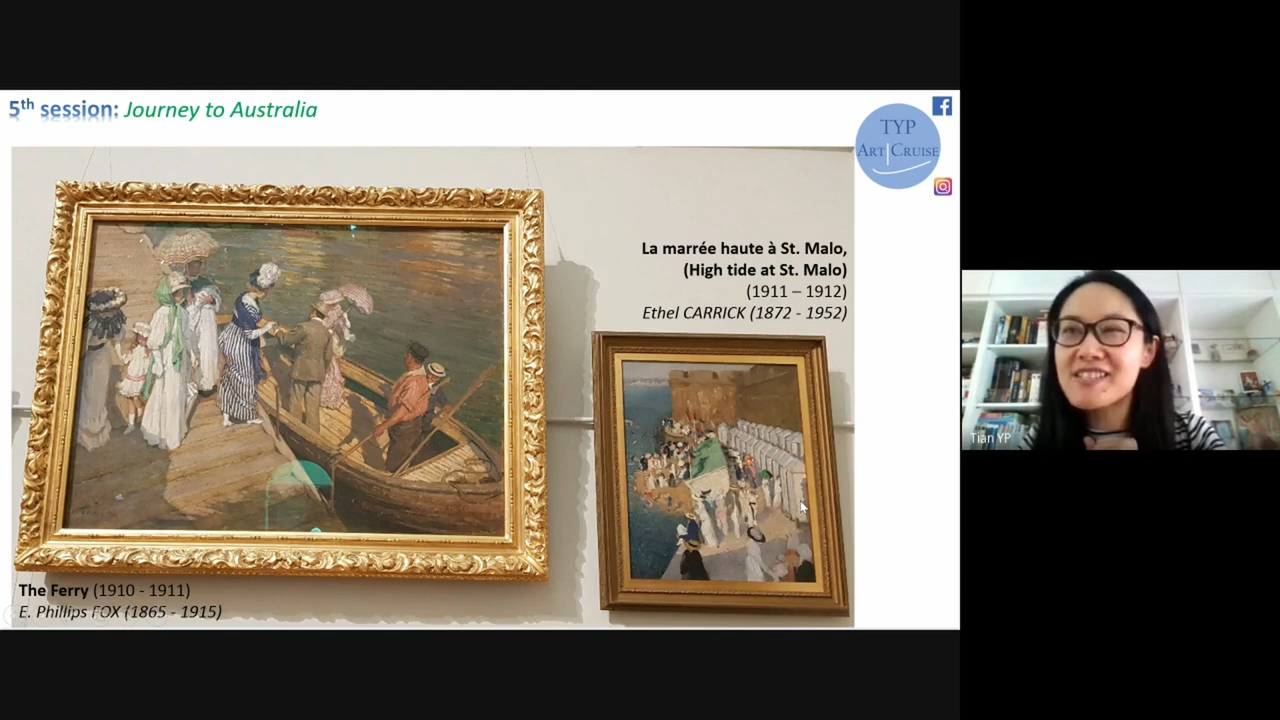 5th session: Journey to Australia
TYP
ART CRUISE
La marrée haute à St. Malo,
(High tide at St. Malo)
(1911 – 1912)
Ethel CARRICK (1872 - 1952)
Tian YP
The Ferry (1910 - 1911)
E. Phillips FOX (1865 - 1915)